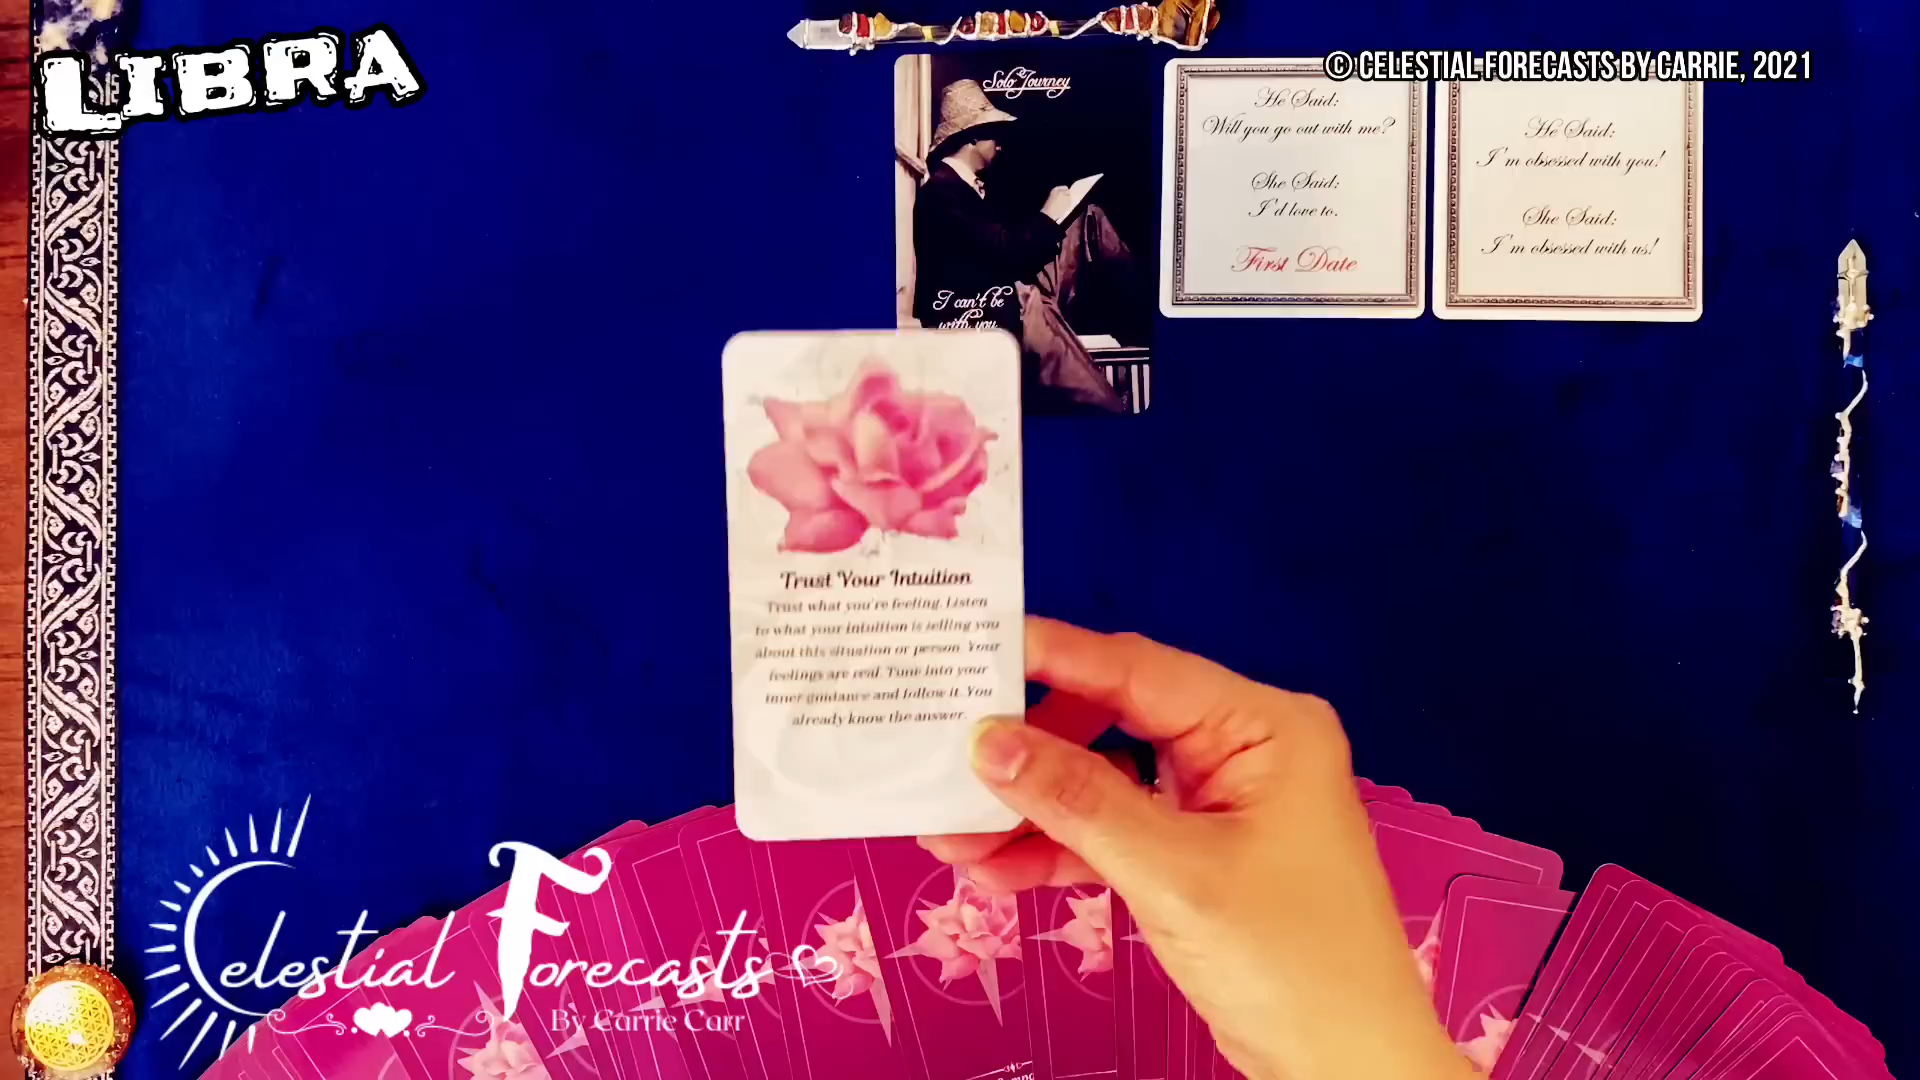 LIBRA
© CELESTIAL FORECASTS BY CARRIE, 2021
Solo Journey
I can't be
with you
He Said:
Will you go out with me?
She Said:
I'd love to.
First Date
He Said:
I'm obsessed with you!
She Said:
I'm obsessed with us!
Trust Your Intuition
Trust what you're feeling. Listen
to what your intuition is telling you
about this situation or person. Your
feelings are real. Tune into your
inner guidance and follow it. You
already know the answer.
Celestial Forecasts
By Carrie Carr